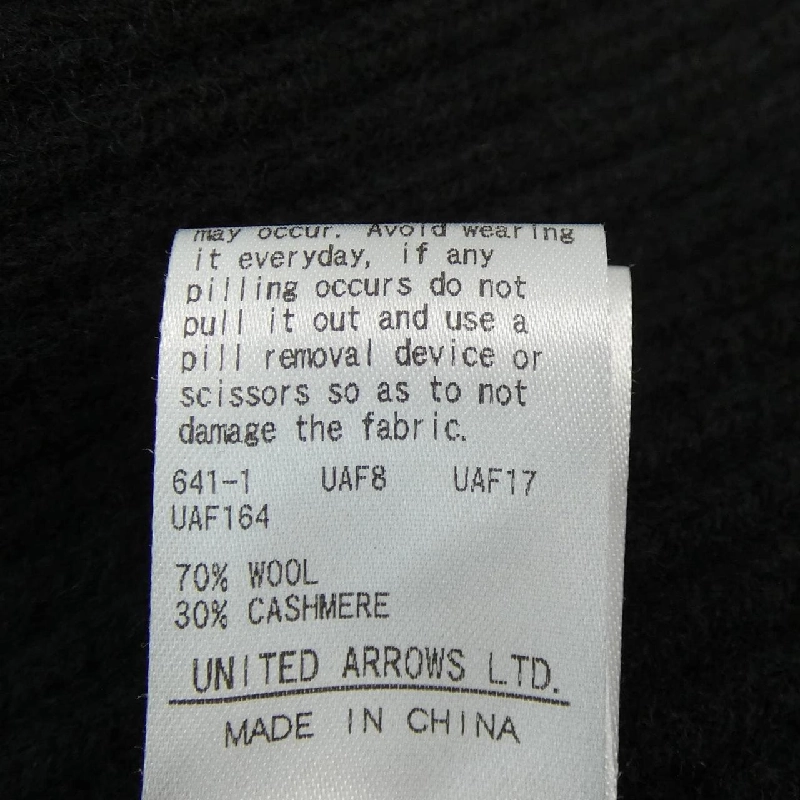 may occur. Avoid wearing
it everyday, if any
pilling occurs do not
pull it out and use a
pill removal device or
scissors so as to not
damage the fabric.
641-1 UAF8 UAF17
UAF164
70% WOOL
30% CASHMERE
UNITED ARROWS LTD.
MADE IN CHINA